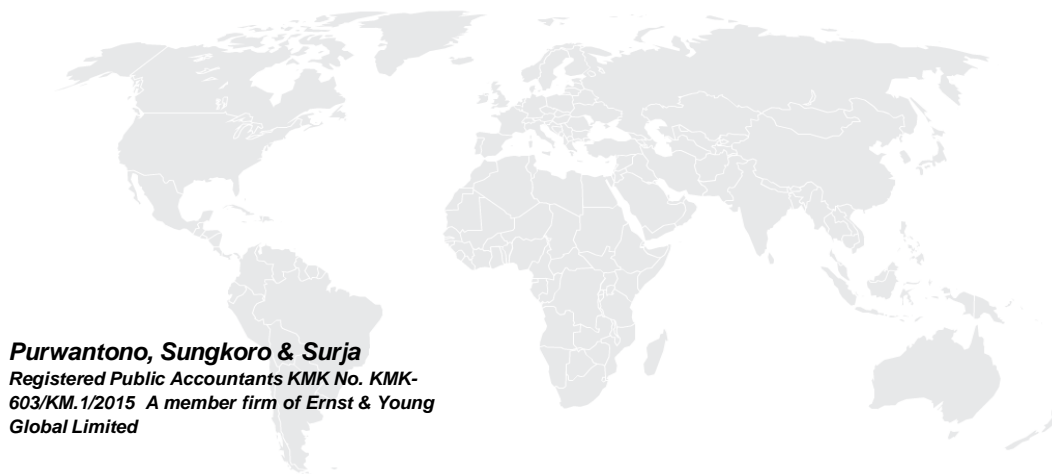 Purwantono, Sungkoro & Surja
Registered Public Accountants KMK No. KMK-
603/KM.1/2015 A member firm of Ernst & Young
Global Limited